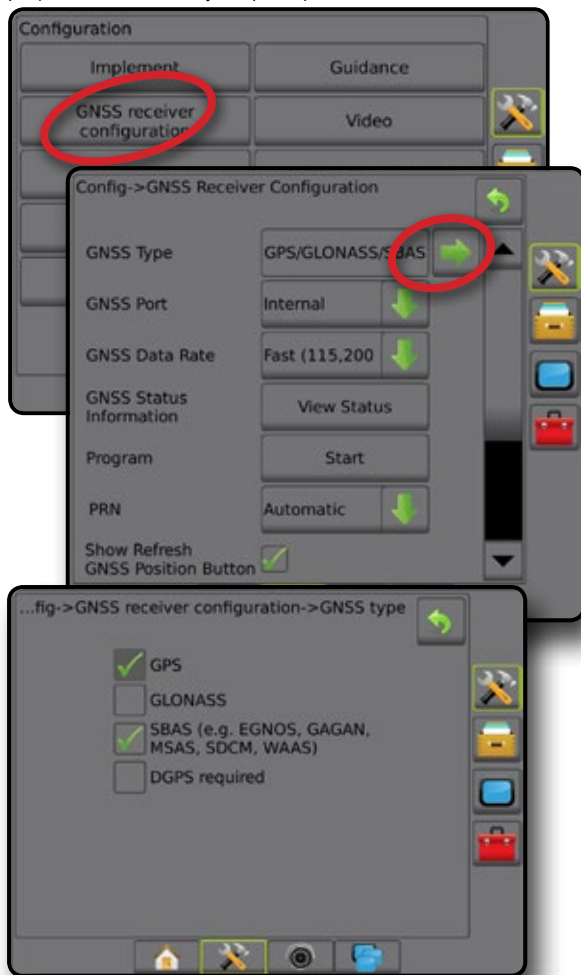 Configuration
Implement
Guidance
GNSS receiver
configuration
Video
Config->GNSS Receiver Configuration
GNSS Type
GPS/GLONASS/SBAS
GNSS Port
Internal
GNSS Data Rate
Fast (115,200
GNSS Status
Information
View Status
Program
Start
PRN
Automatic
Show Refresh
GNSS Position Button
...fig->GNSS receiver configuration->GNSS type
GPS
GLONASS
SBAS (e.g. EGNOS, GAGAN,
MSAS, SDCM, WAAS)
DGPS required